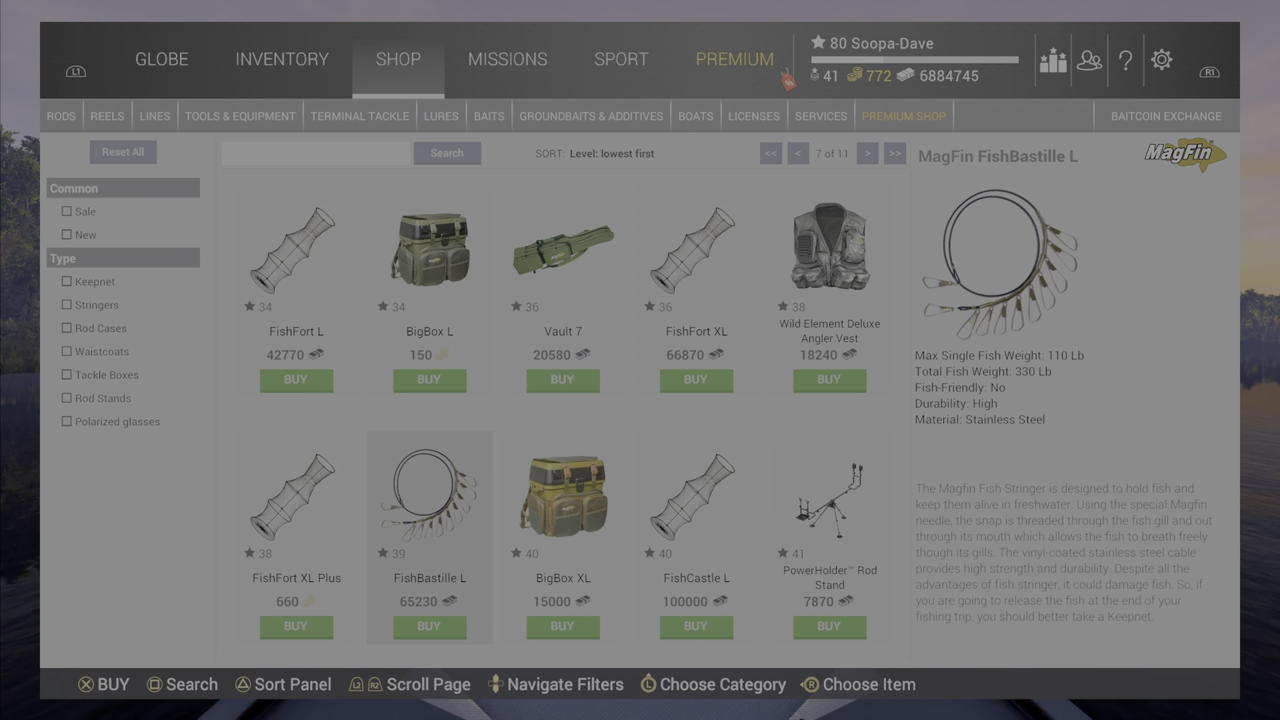 L1
GLOBE
INVENTORY
SHOP
MISSIONS
SPORT
PREMIUM
80 Soopa-Dave
41
772
6884745
R1
RODS
REELS
LINES
TOOLS & EQUIPMENT
TERMINAL TACKLE
LURES
BAITS
GROUNDBAITS & ADDITIVES
BOATS
LICENSES
SERVICES
PREMIUM SHOP
BAITCOIN EXCHANGE
Reset All
Search
SORT: Level: lowest first
<<
<
7 of 11
>
>>
Common
Sale
New
Type
Keepnet
Stringers
Rod Cases
Waistcoats
Tackle Boxes
Rod Stands
Polarized glasses
34
FishFort L
42770
BUY
34
BigBox L
150
BUY
36
Vault 7
20580
BUY
36
FishFort XL
66870
BUY
38
Wild Element Deluxe
Angler Vest
18240
BUY
38
FishFort XL Plus
660
BUY
39
FishBastille L
65230
BUY
40
BigBox XL
15000
BUY
40
FishCastle L
100000
BUY
41
PowerHolder™ Rod
Stand
7870
BUY
MagFin FishBastille L
MagFin
Max Single Fish Weight: 110 Lb
Total Fish Weight: 330 Lb
Fish-Friendly: No
Durability: High
Material: Stainless Steel
The Magfin Fish Stringer is designed to hold fish and
keep them alive in freshwater. Using the special Magfin
needle, the snap is threaded through the fish gill and out
through its mouth which allows the fish to breath freely
though its gills. The vinyl-coated stainless steel cable
provides high strength and durability. Despite all the
advantages of fish stringer, it could damage fish. So, if
you are going to release the fish at the end of your
fishing trip, you should better take a Keepnet.
BUY
Search
Sort Panel
L2
R2
Scroll Page
Navigate Filters
L
Choose Category
R
Choose Item